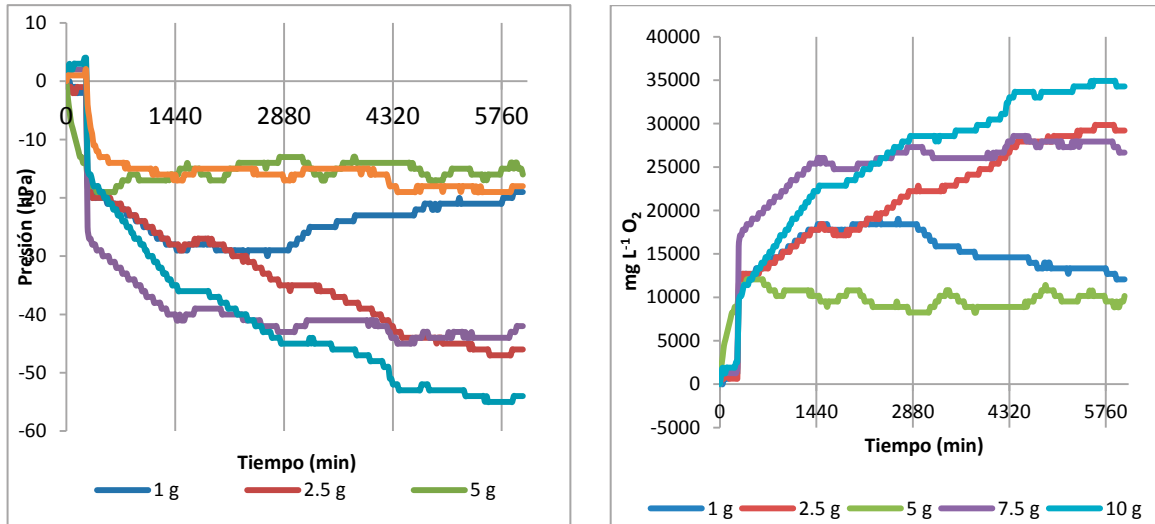 10
0
-10
-20
-30
-40
-50
-60
0 1440 2880 4320 5760
Presión (kPa)
Tiempo (min)
1 g 2.5 g 5 g
40000
35000
30000
25000
20000
15000
10000
5000
0
-5000
0 1440 2880 4320 5760
mg L-1 O2
Tiempo (min)
1 g 2.5 g 5 g 7.5 g 10 g